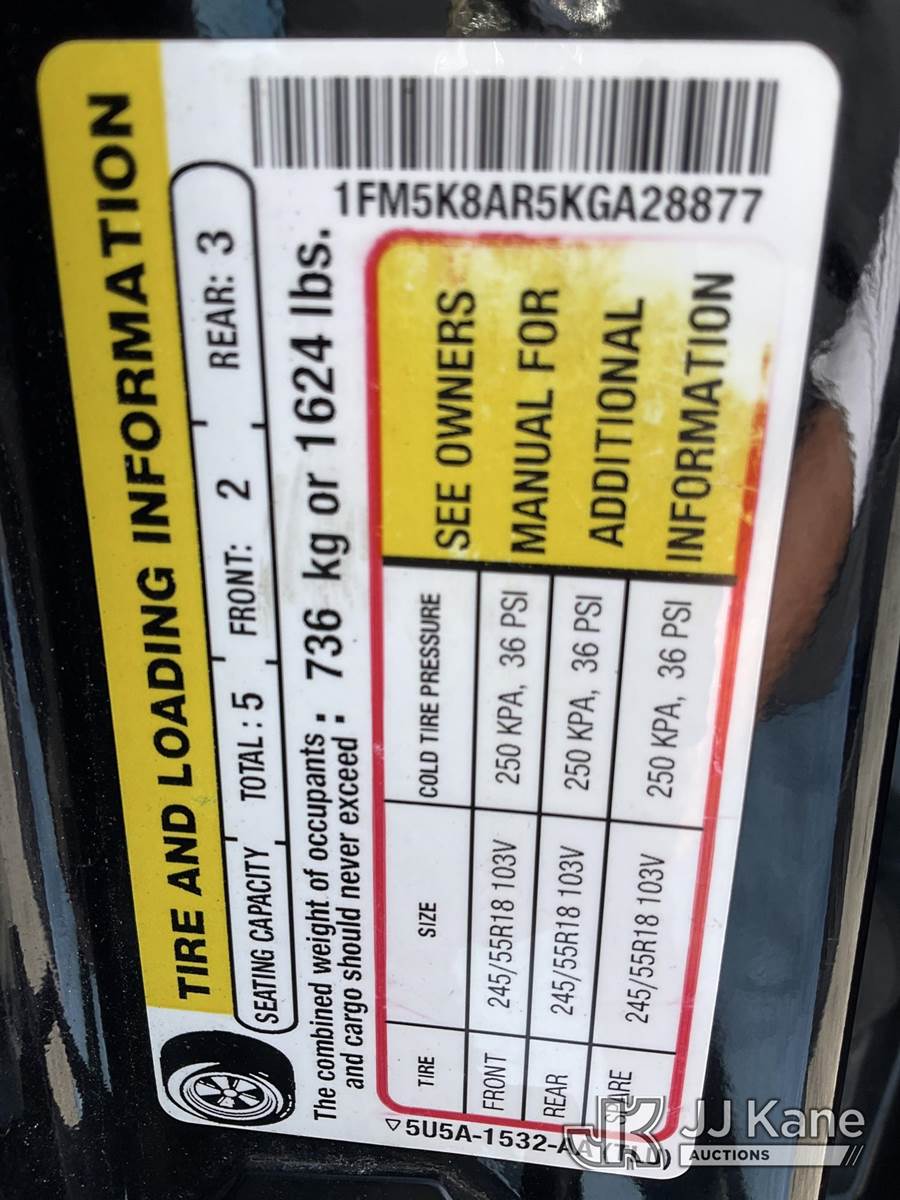 TIRE AND LOADING INFORMATION
SEATING CAPACITY TOTAL : 5 FRONT: 2 REAR: 3
The combined weight of occupants and cargo should never exceed : 736 kg or 1624 lbs.
1FM5K8AR5KGA28877
TIRE SIZE COLD TIRE PRESSURE
FRONT 245/55R18 103V 250 KPA, 36 PSI
REAR 245/55R18 103V 250 KPA, 36 PSI
SPARE 245/55R18 103V 250 KPA, 36 PSI
SEE OWNERS
MANUAL FOR
ADDITIONAL
INFORMATION
5U5A-1532-
JJ Kane
AUCTIONS